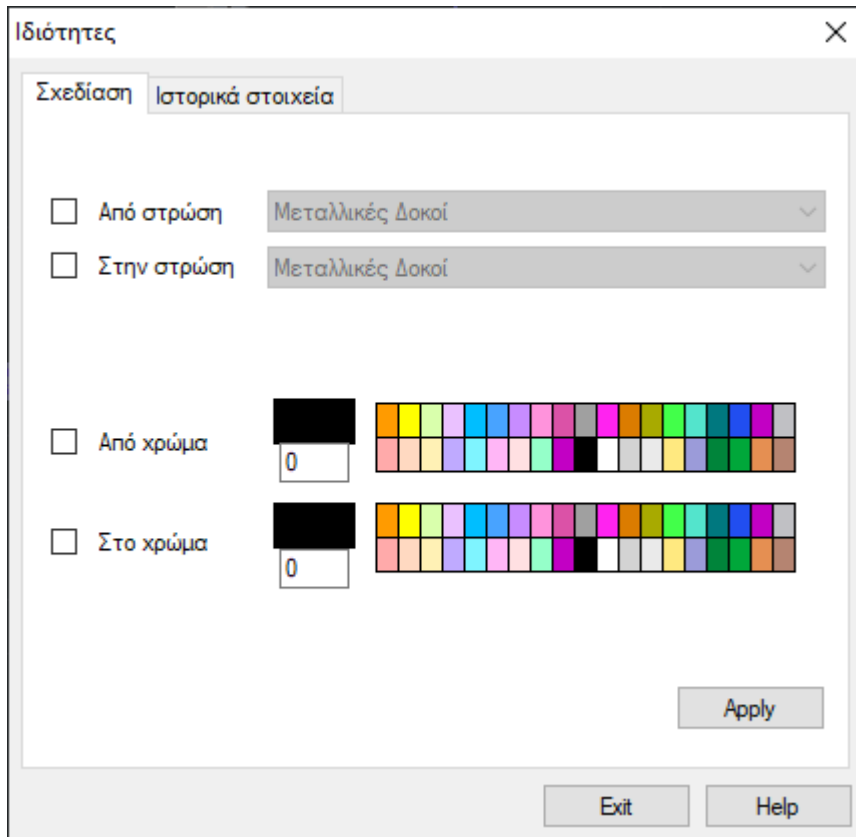 Ιδιότητες
Σχεδίαση Ιστορικά στοιχεία
Από στρώση Μεταλλικές Δοκοί
Στην στρώση Μεταλλικές Δοκοί
Από χρώμα
0
Στο χρώμα
0
Apply
Exit Help